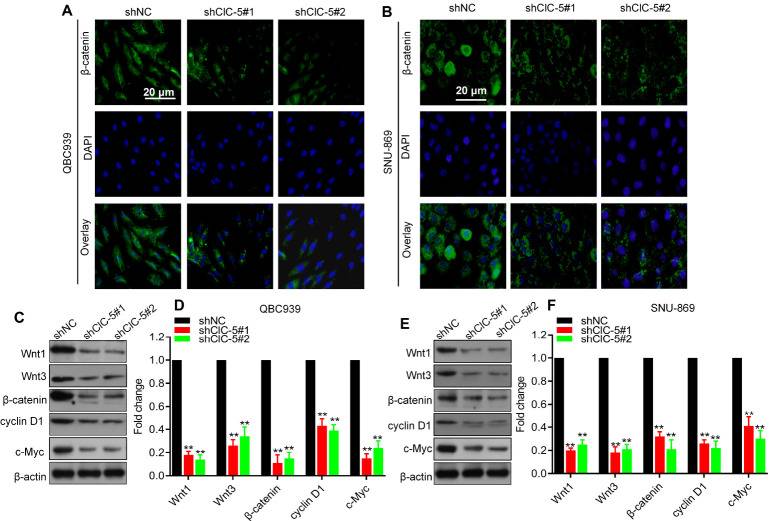 A
shNC
shClC-5#1
shClC-5#2
β-catenin
20 μm
DAPI
Overlay
QBC939
B
shNC
shClC-5#1
shClC-5#2
β-catenin
20 μm
DAPI
Overlay
SNU-869
C
shNC
shClC-5#1
shClC-5#2
Wnt1
Wnt3
β-catenin
cyclin D1
c-Myc
β-actin
D
QBC939
shNC
shClC-5#1
shClC-5#2
Fold change
1.2
1.0
0.8
0.6
0.4
0.2
0.0
** ** ** ** ** ** ** ** ** **
Wnt1
Wnt3
β-catenin
cyclin D1
c-Myc
E
shNC
shClC-5#1
shClC-5#2
Wnt1
Wnt3
β-catenin
cyclin D1
c-Myc
β-actin
F
SNU-869
shNC
shClC-5#1
shClC-5#2
Fold change
1.2
1.0
0.8
0.6
0.4
0.2
0.0
** ** ** ** ** ** ** ** ** **
Wnt1
Wnt3
β-catenin
cyclin D1
c-Myc